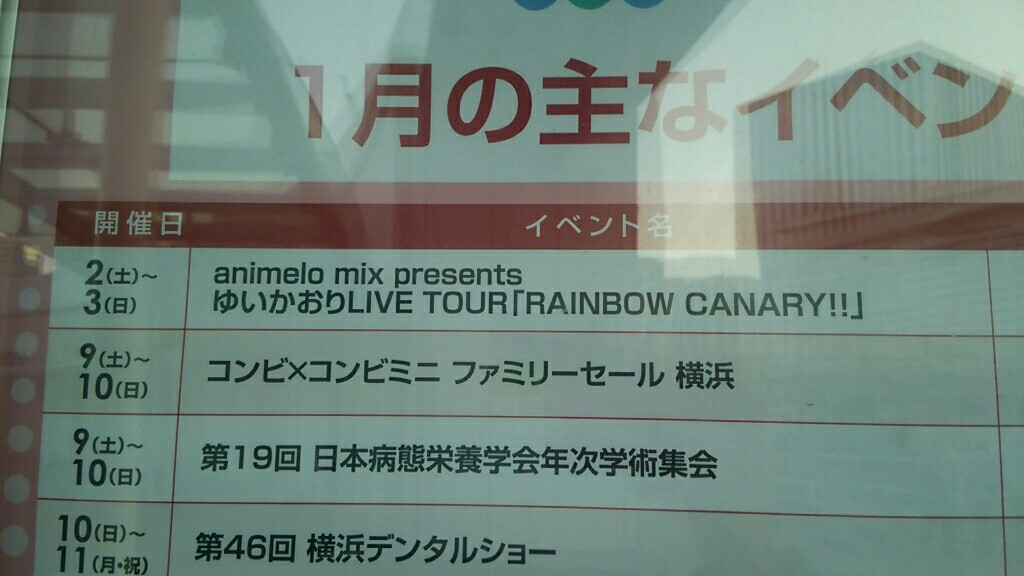 1月の主なイベン
開催日 イベント名
2(土)～ animelo mix presents
3(日) ゆいかおりLIVE TOUR「RAINBOW CANARY!!」
9(土)～
10(日) コンビ×コンビミニ ファミリーセール 横浜
9(土)～
10(日) 第19回 日本病態栄養学会年次学術集会
10(日)～
11(月・祝) 第46回 横浜デンタルショー